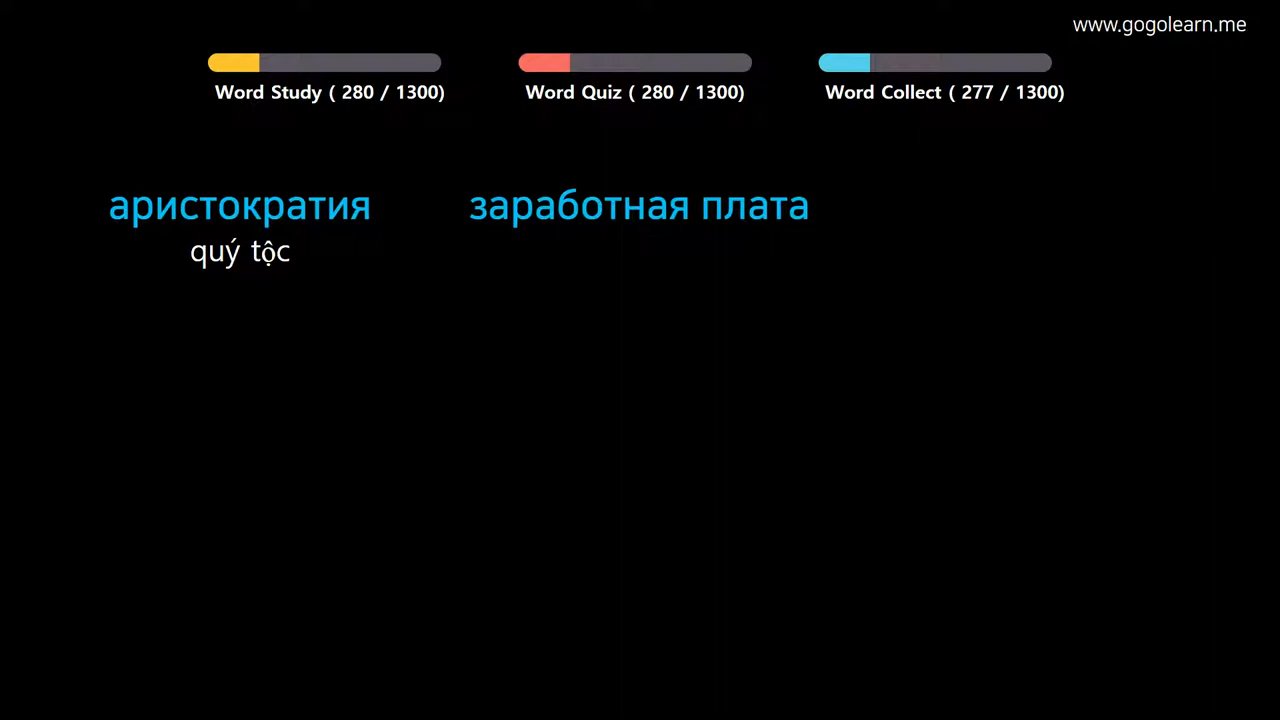 www.gogolearn.me
Word Study ( 280 / 1300)
Word Quiz ( 280 / 1300)
Word Collect ( 277 / 1300)
аристократия
quý tộc
заработная плата